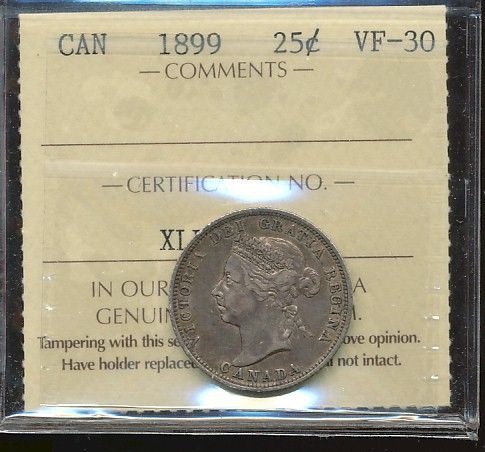 CAN 1899 25¢ VF-30
— COMMENTS —
— CERTIFICATION NO. —
IN OUR
GENUIN
Tampering with this se ove opinion.
Have holder replace not intact.
VICTORIA DEI GRATIA REGINA
CANADA